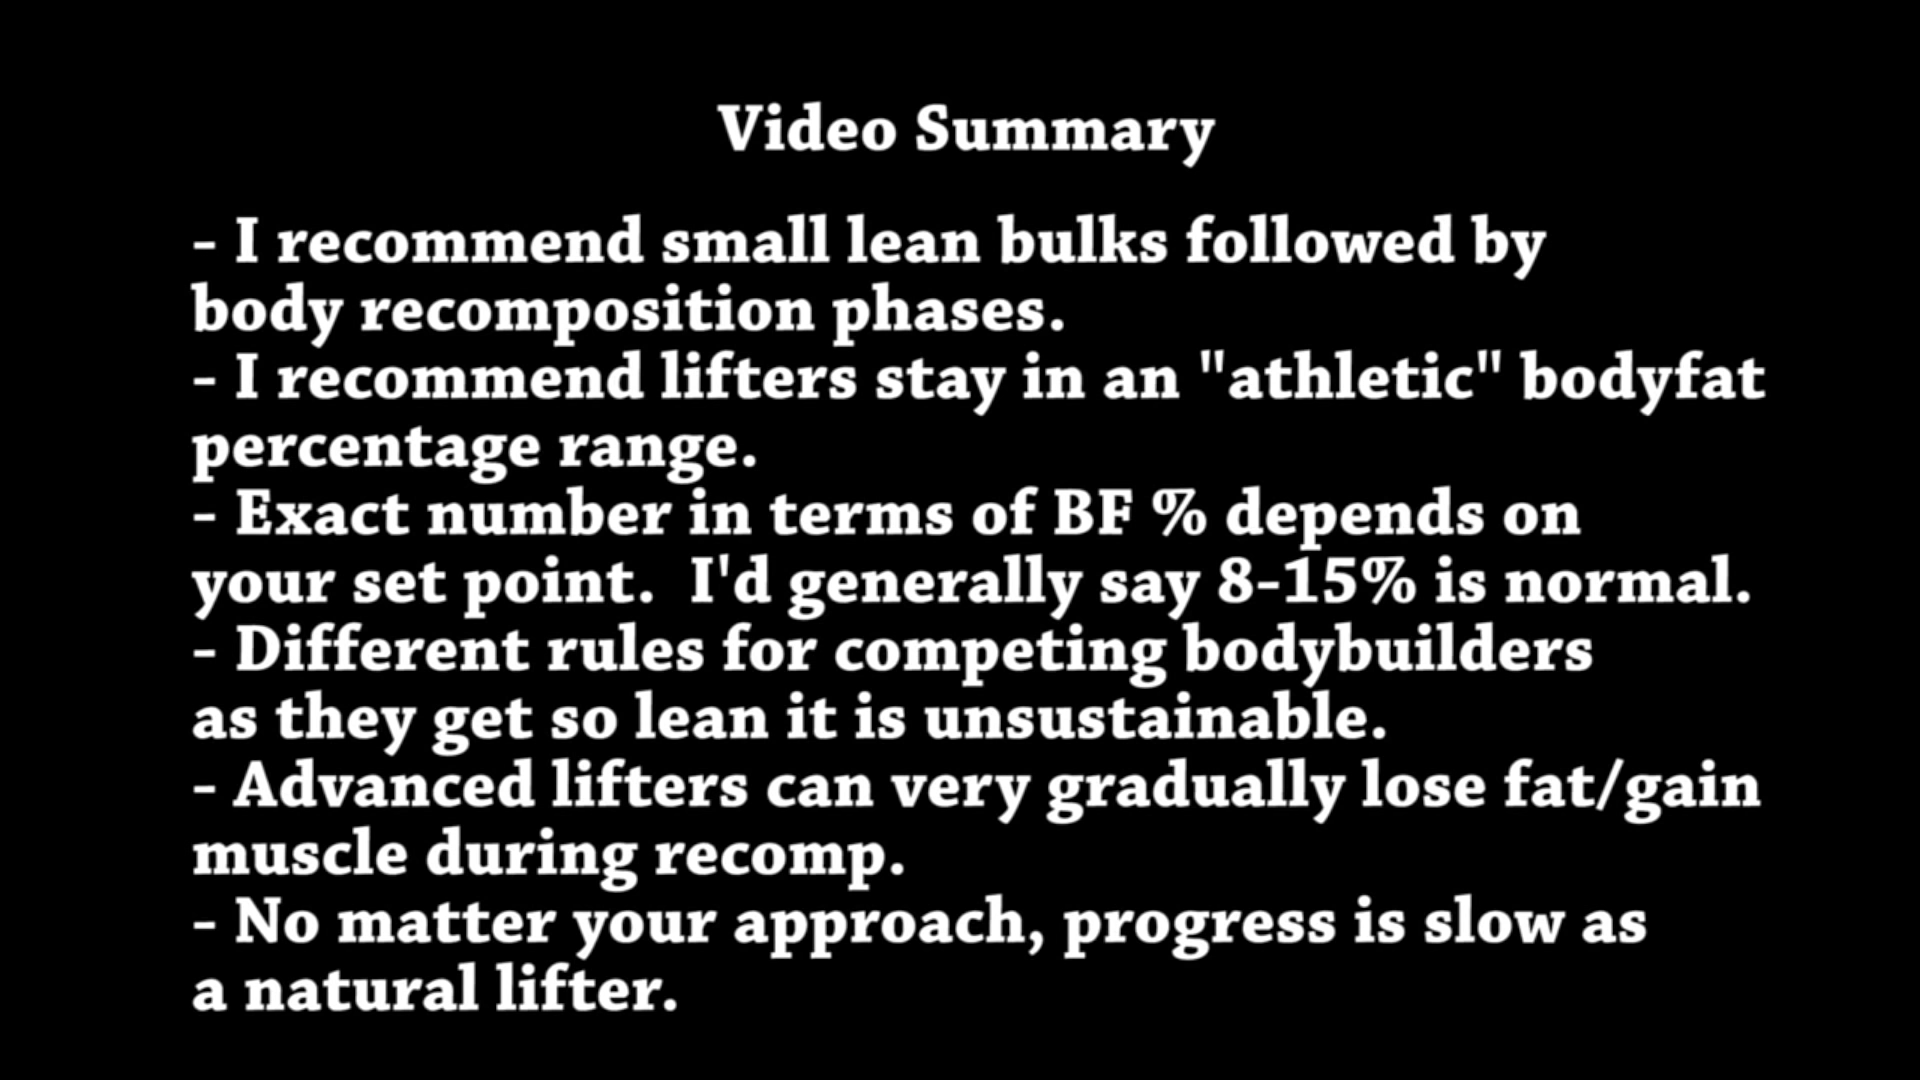 Video Summary
- I recommend small lean bulks followed by
body recomposition phases.
- I recommend lifters stay in an "athletic" bodyfat
percentage range.
- Exact number in terms of BF % depends on
your set point.  I'd generally say 8-15% is normal.
- Different rules for competing bodybuilders
as they get so lean it is unsustainable.
- Advanced lifters can very gradually lose fat/gain
muscle during recomp.
- No matter your approach, progress is slow as
a natural lifter.